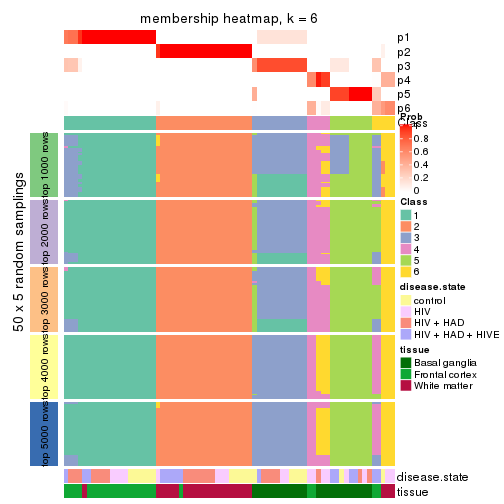 membership heatmap, k = 6
p1
p2
p3
p4
p5
p6
Class
50 x 5 random samplings
top 1000 rows
top 2000 rows
top 3000 rows
top 4000 rows
top 5000 rows
disease.state
tissue
Prob
1
0.8
0.6
0.4
0.2
0
Class
1
2
3
4
5
6
disease.state
control
HIV
HIV + HAD
HIV + HAD + HIVE
tissue
Basal ganglia
Frontal cortex
White matter